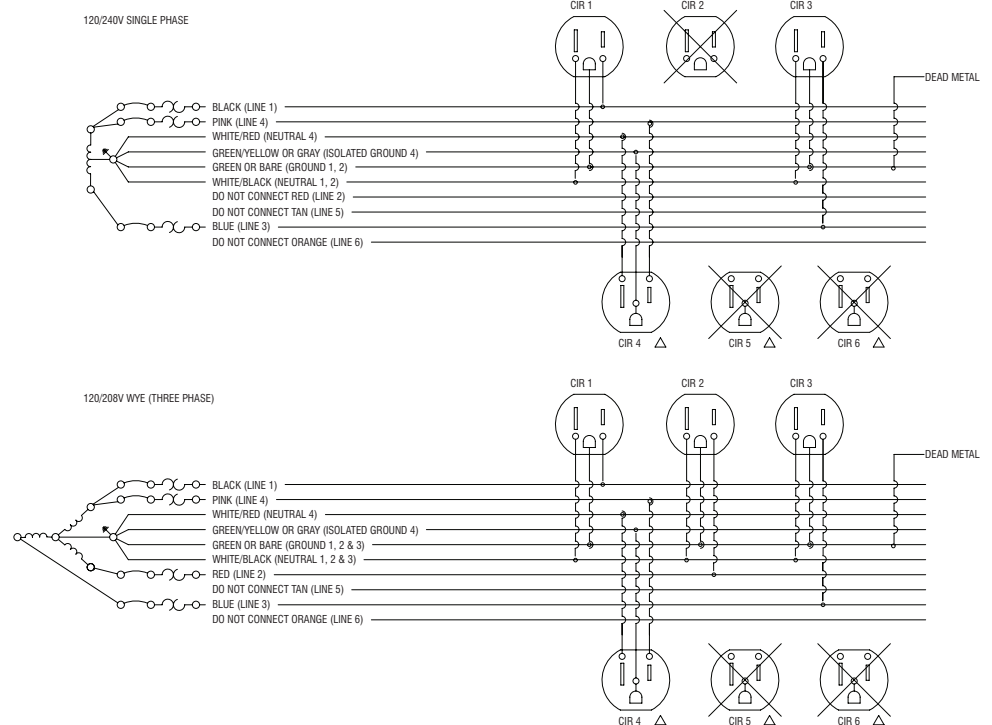 120/240V SINGLE PHASE
CIR 1
CIR 2
CIR 3
DEAD METAL
BLACK (LINE 1)
PINK (LINE 4)
WHITE/RED (NEUTRAL 4)
GREEN/YELLOW OR GRAY (ISOLATED GROUND 4)
GREEN OR BARE (GROUND 1, 2)
WHITE/BLACK (NEUTRAL 1, 2)
DO NOT CONNECT RED (LINE 2)
DO NOT CONNECT TAN (LINE 5)
BLUE (LINE 3)
DO NOT CONNECT ORANGE (LINE 6)
CIR 4
CIR 5
CIR 6
120/208V WYE (THREE PHASE)
CIR 1
CIR 2
CIR 3
DEAD METAL
BLACK (LINE 1)
PINK (LINE 4)
WHITE/RED (NEUTRAL 4)
GREEN/YELLOW OR GRAY (ISOLATED GROUND 4)
GREEN OR BARE (GROUND 1, 2 & 3)
WHITE/BLACK (NEUTRAL 1, 2 & 3)
RED (LINE 2)
DO NOT CONNECT TAN (LINE 5)
BLUE (LINE 3)
DO NOT CONNECT ORANGE (LINE 6)
CIR 4
CIR 5
CIR 6